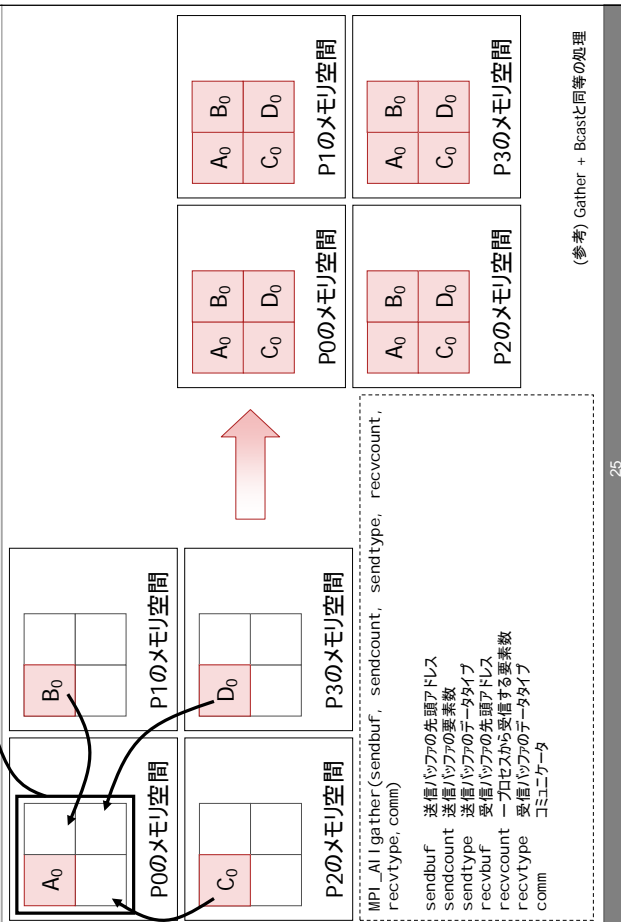 A0
B0
P0のメモリ空間
P1のメモリ空間
C0
D0
P2のメモリ空間
P3のメモリ空間
A0 B0
C0 D0
P0のメモリ空間
A0 B0
C0 D0
P1のメモリ空間
A0 B0
C0 D0
P2のメモリ空間
A0 B0
C0 D0
P3のメモリ空間
MPI_Allgather(sendbuf, sendcount, sendtype, recvcount,
recvtype,comm)
sendbuf 送信バッファの先頭アドレス
sendcount 送信バッファの要素数
sendtype 送信バッファのデータタイプ
recvbuf 受信バッファの先頭アドレス
recvcount 一プロセスから受信する要素数
recvtype 受信バッファのデータタイプ
comm コミュニケータ
(参考) Gather + Bcastと同等の処理
25